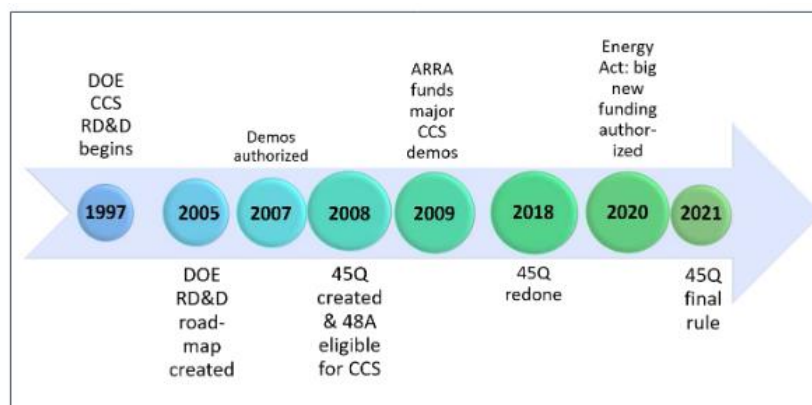 DOE
CCS
RD&D
begins
Demos
authorized
ARRA
funds
major
CCS
demos
Energy
Act: big
new
funding
author-
ized
1997
2005
2007
2008
2009
2018
2020
2021
DOE
RD&D
road-
map
created
45Q
created
& 48A
eligible
for CCS
45Q
redone
45Q
final
rule